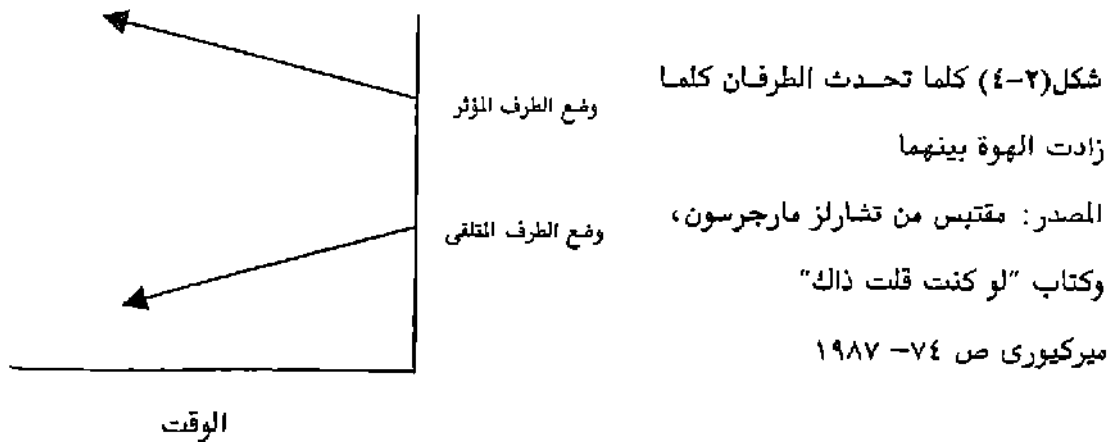 شكل(٢-٤) كلما تحدث الطرفان كلما
زادت الهوة بينهما
المصدر: مقتبس من تشارلز مارجرسون،
وكتاب "لو كنت قلت ذاك"
ميركيورى ص ٧٤- ١٩٨٧
وضع الطرف المؤثر
وضع الطرف المتلقى
الوقت